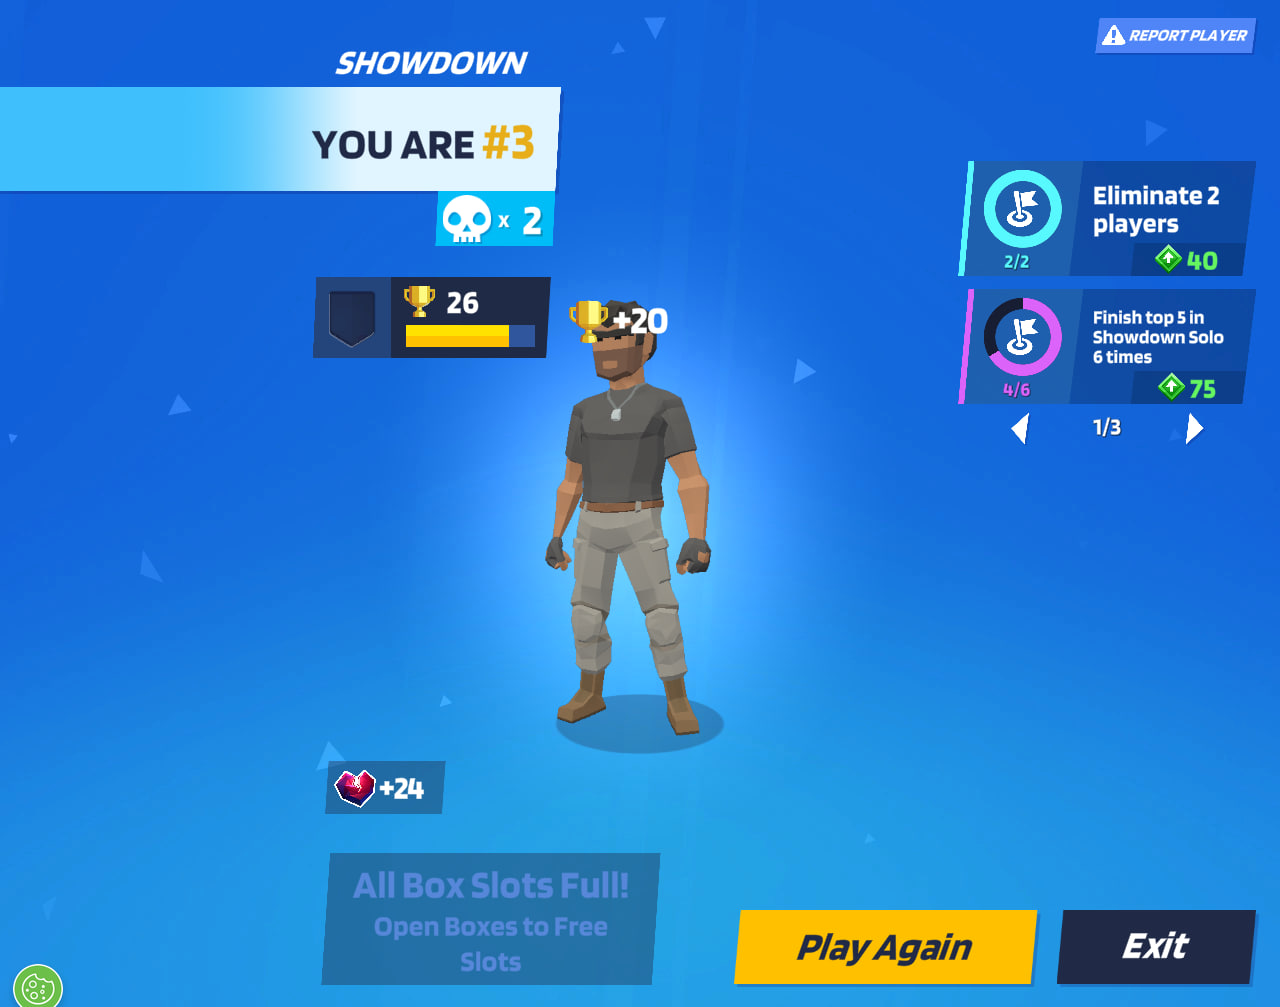 SHOWDOWN
REPORT PLAYER
YOU ARE #3
x 2
26
+20
Eliminate 2
players
2/2
40
Finish top 5 in
Showdown Solo
6 times
4/6
75
1/3
+24
All Box Slots Full!
Open Boxes to Free
Slots
Play Again
Exit